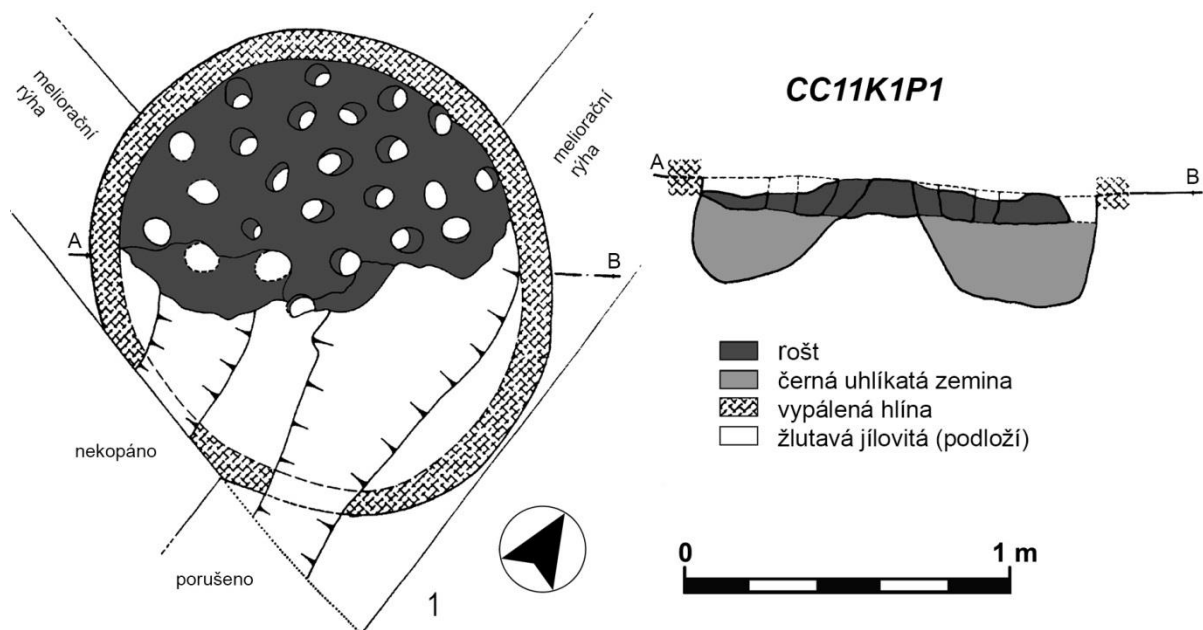 meliorační
rýha
meliorační
rýha
A
B
nekopáno
porušeno
1
CC11K1P1
A
B
rošt
černá uhlíkatá zemina
vypálená hlína
žlutavá jílovitá (podloží)
0
1 m